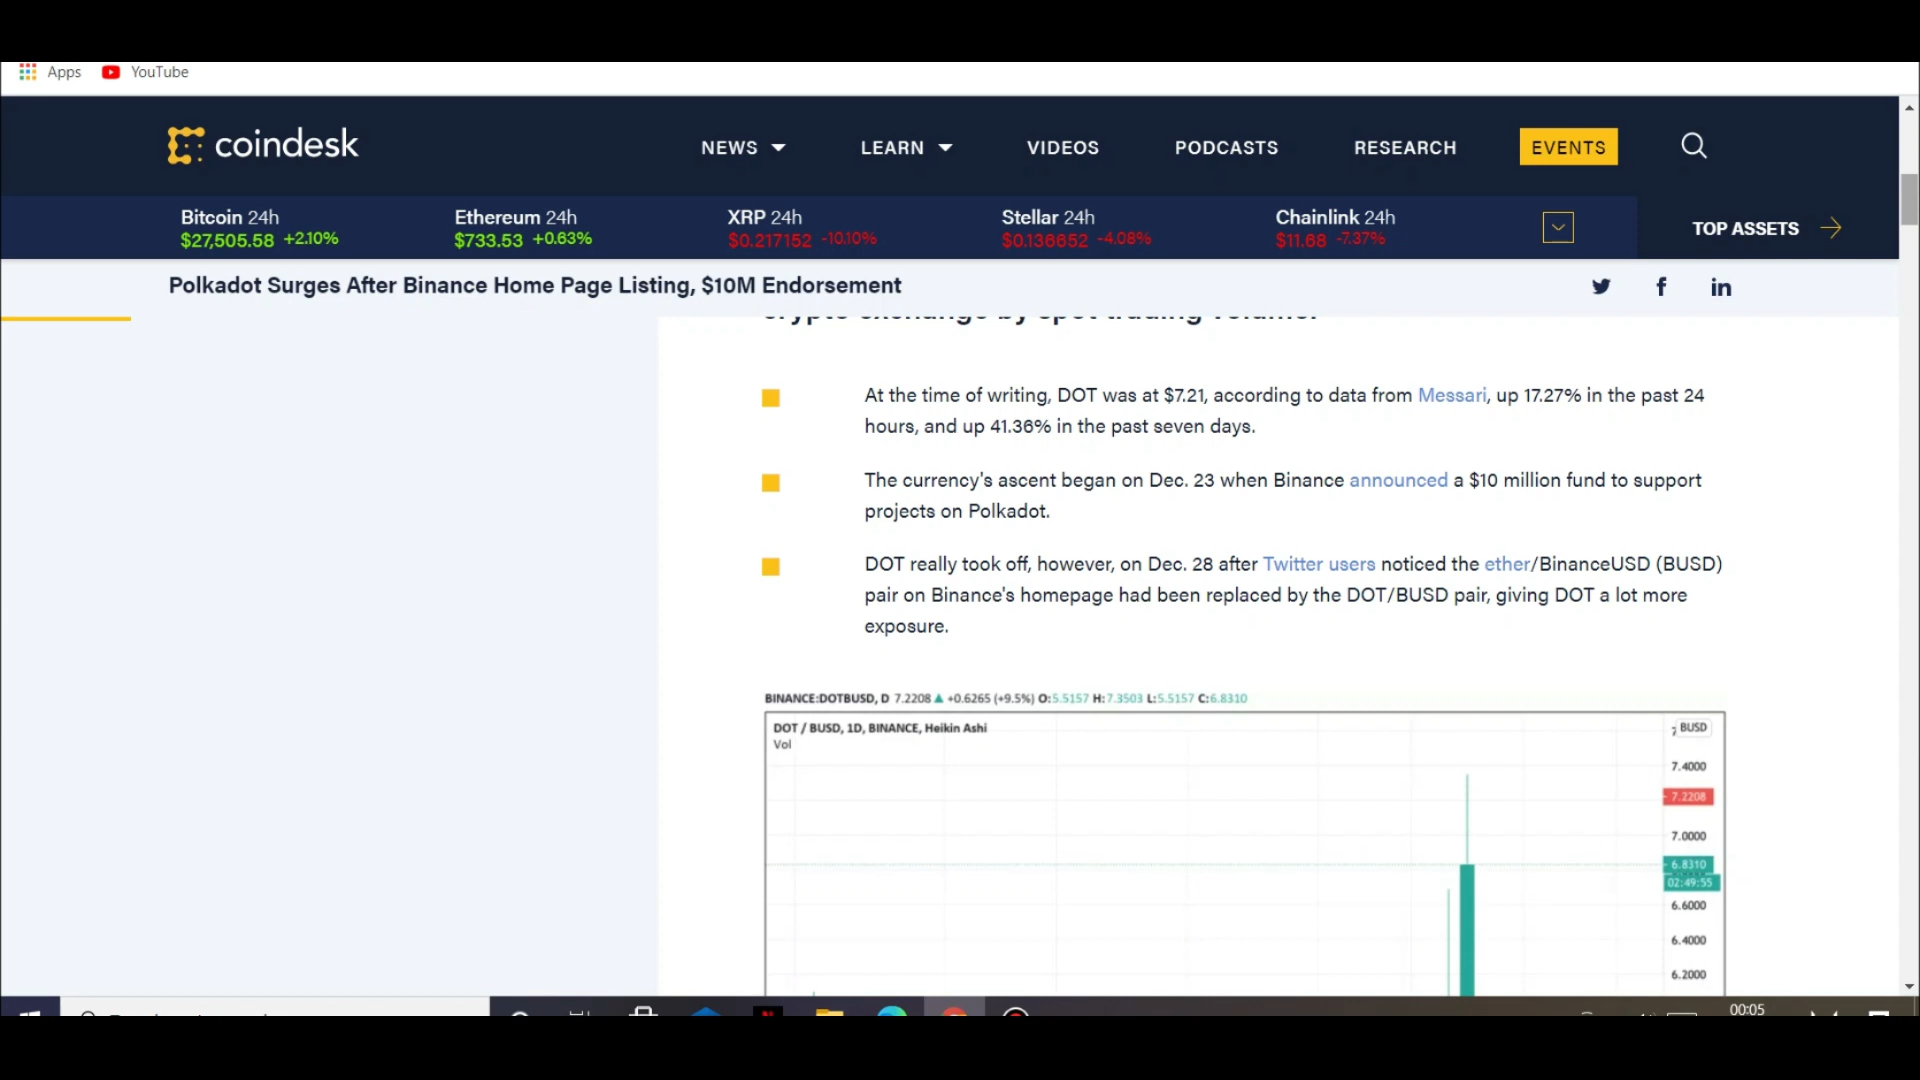 Apps YouTube
coindesk NEWS LEARN VIDEOS PODCASTS RESEARCH EVENTS
Bitcoin 24h Ethereum 24h XRP 24h Stellar 24h Chainlink 24h
$27,505.58 +2.10% $733.53 +0.63% $0.217152 -10.10% $0.136652 -4.08% $11.68 -7.37%
TOP ASSETS
Polkadot Surges After Binance Home Page Listing, $10M Endorsement
crypto exchange by spot trading volume.
At the time of writing, DOT was at $7.21, according to data from Messari, up 17.27% in the past 24
hours, and up 41.36% in the past seven days.
The currency's ascent began on Dec. 23 when Binance announced a $10 million fund to support
projects on Polkadot.
DOT really took off, however, on Dec. 28 after Twitter users noticed the ether/BinanceUSD (BUSD)
pair on Binance's homepage had been replaced by the DOT/BUSD pair, giving DOT a lot more
exposure.
BINANCE:DOTBUSD, D 7.2208 ▲ +0.6265 (+9.5%) O:5.5157 H:7.3503 L:5.5157 C:6.8310
DOT / BUSD, 1D, BINANCE, Heikin Ashi
BUSD
Vol
7.4000
7.2208
7.0000
6.8310
02:49:55
6.6000
6.4000
6.2000
00:05